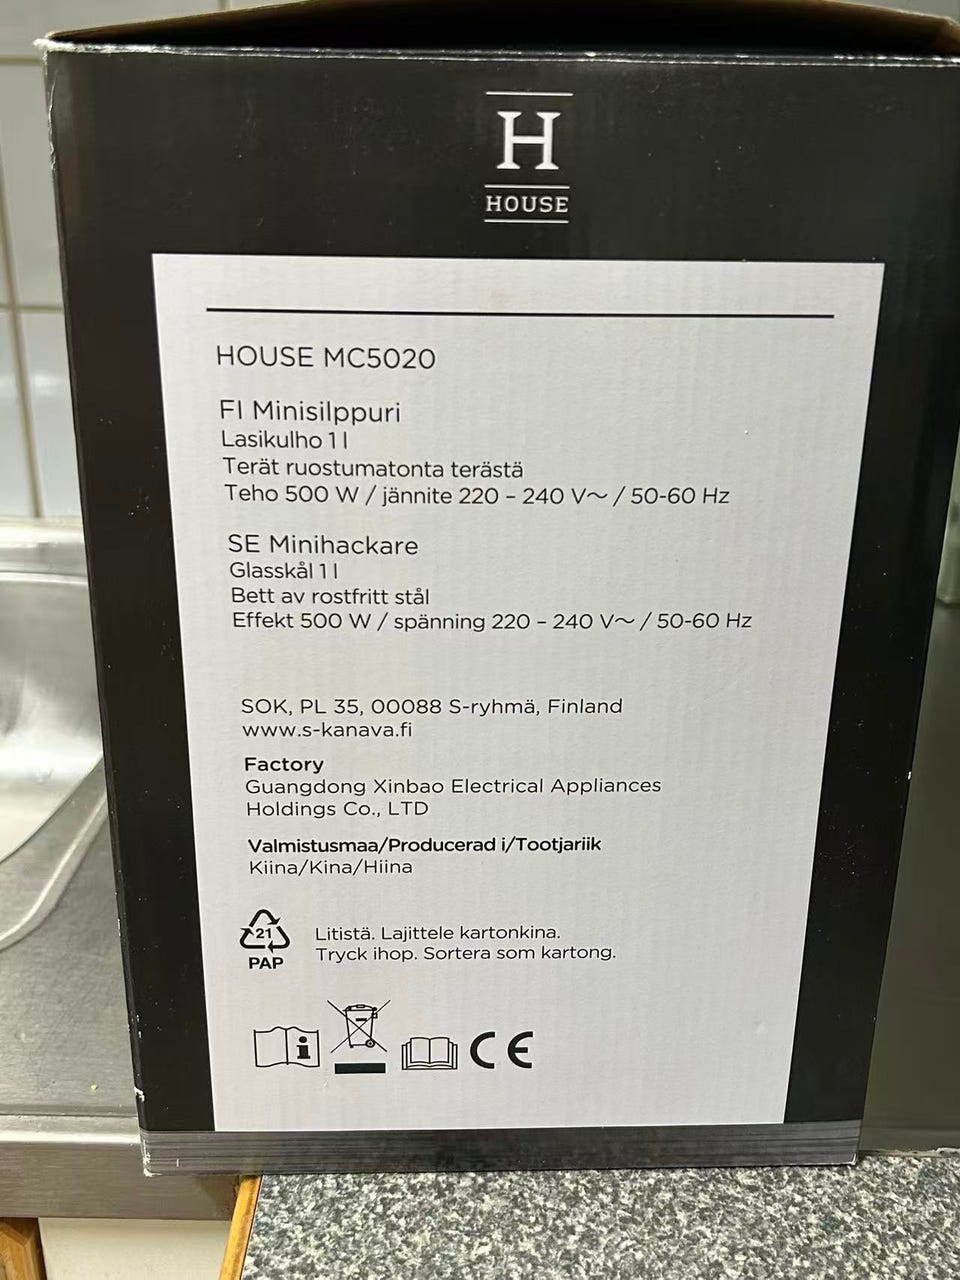 H
HOUSE
HOUSE MC5020
FI Minisilppuri
Lasikulho 1 l
Terät ruostumatonta terästä
Teho 500 W / jännite 220 – 240 V～ / 50-60 Hz
SE Minihackare
Glasskål 1 l
Bett av rostfritt stål
Effekt 500 W / spänning 220 – 240 V～ / 50-60 Hz
SOK, PL 35, 00088 S-ryhmä, Finland
www.s-kanava.fi
Factory
Guangdong Xinbao Electrical Appliances
Holdings Co., LTD
Valmistusmaa/Producerad i/Tootjariik
Kiina/Kina/Hiina
21
PAP
Litistä. Lajittele kartonkina.
Tryck ihop. Sortera som kartong.
i
CE